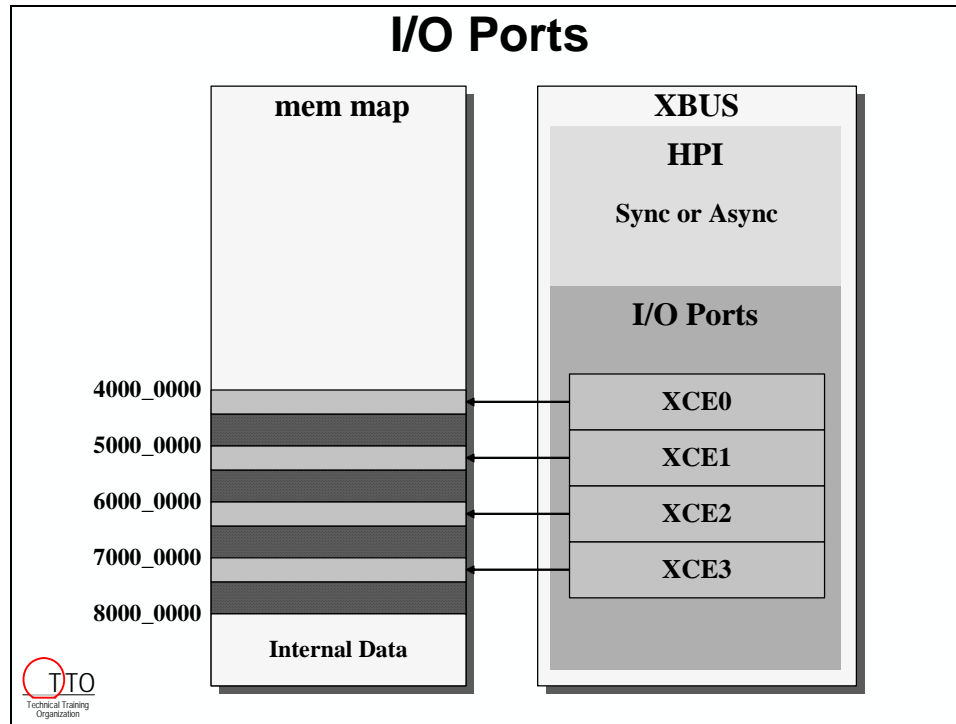 I/O Ports
mem map
4000_0000
5000_0000
6000_0000
7000_0000
8000_0000
Internal Data
XBUS
HPI
Sync or Async
I/O Ports
XCE0
XCE1
XCE2
XCE3
TTO
Technical Training
Organization